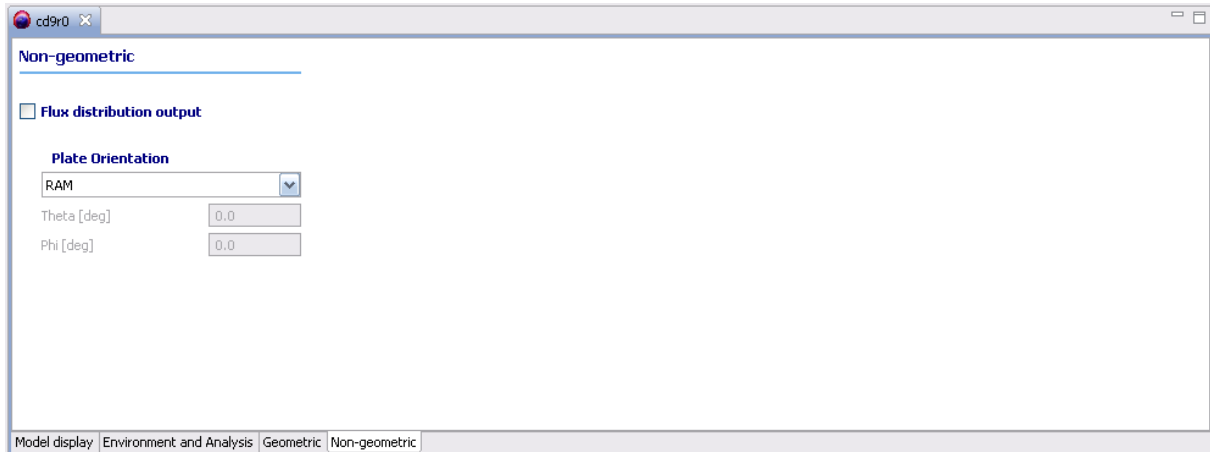 cd9r0
Non-geometric
Flux distribution output
Plate Orientation
RAM
Theta [deg] 0.0
Phi [deg] 0.0
Model display Environment and Analysis Geometric Non-geometric